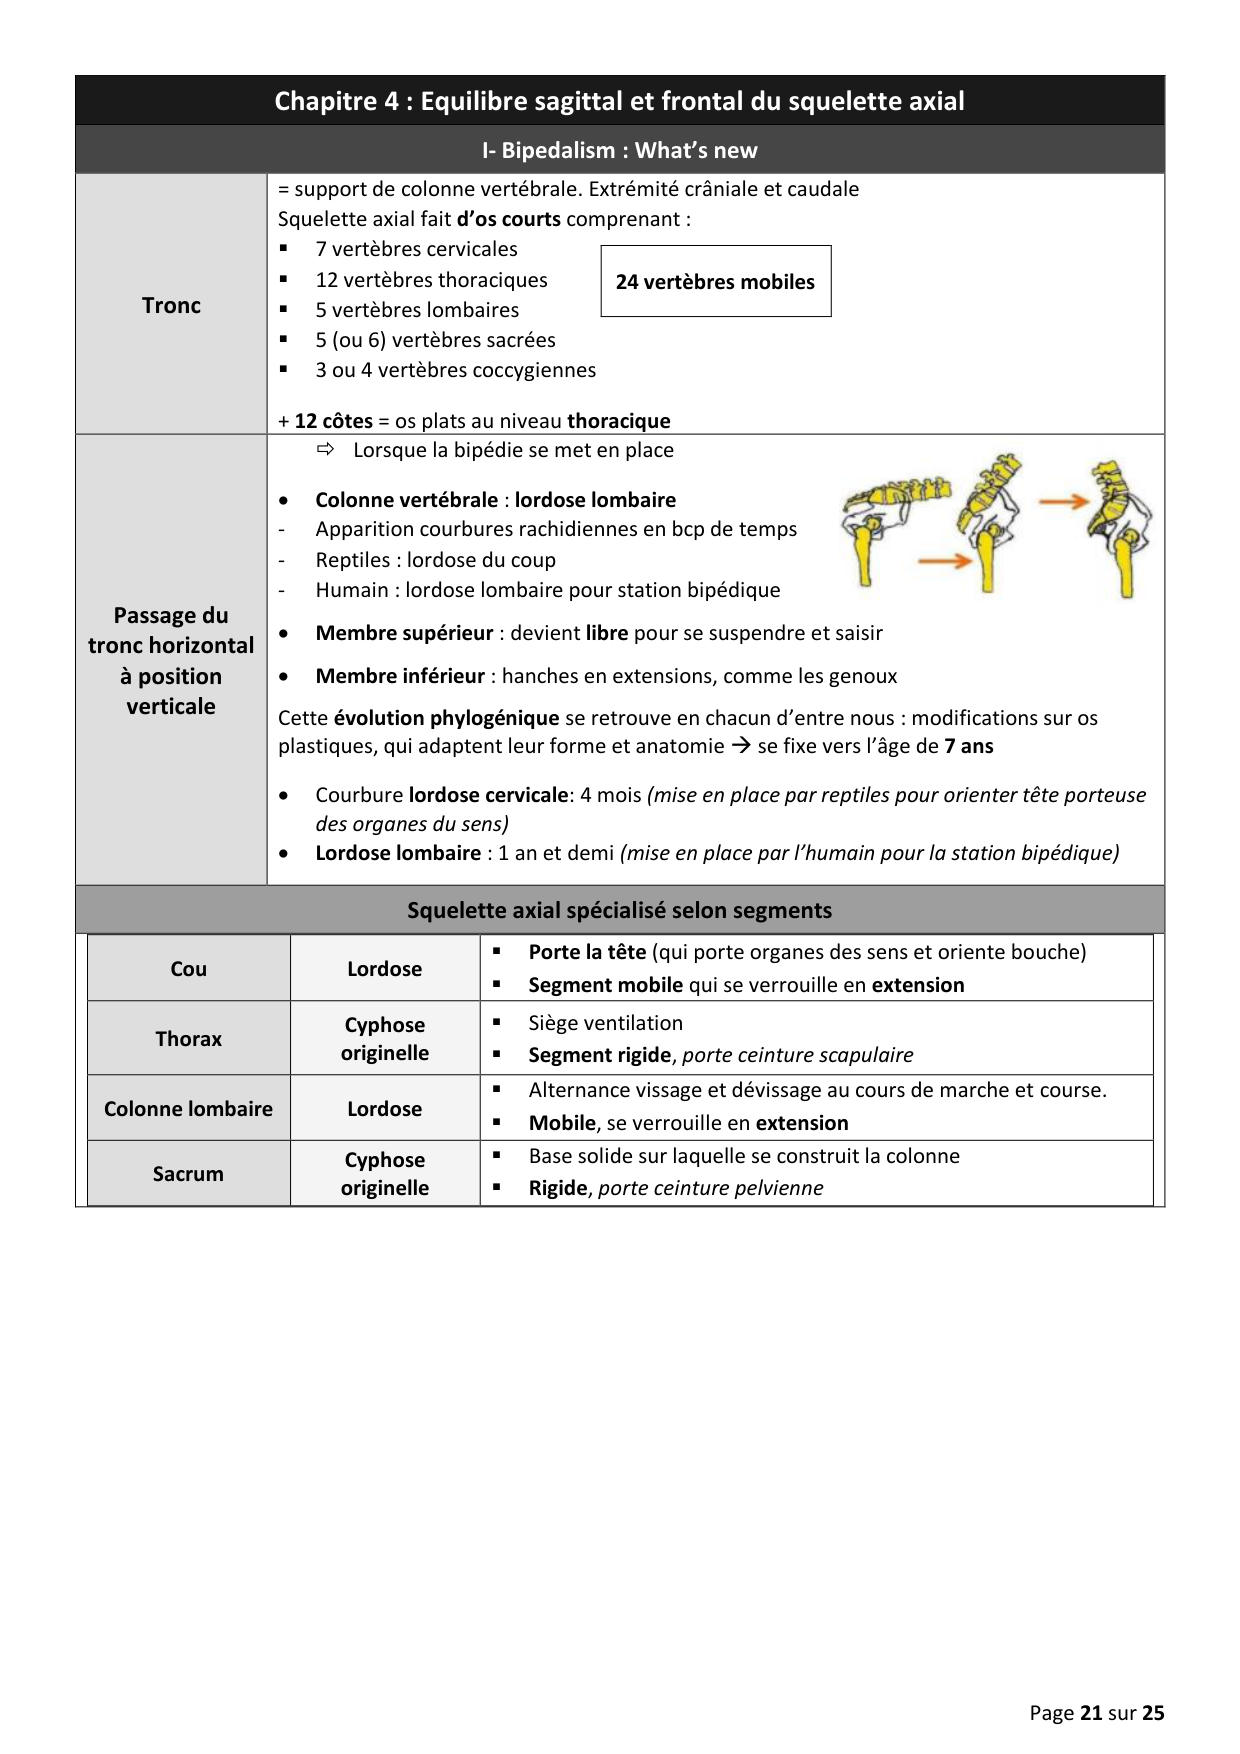 Chapitre 4 : Equilibre sagittal et frontal du squelette axial
I- Bipedalism : What's new
Tronc
= support de colonne vertébrale. Extrémité crâniale et caudale
Squelette axial fait d'os courts comprenant :
▪ 7 vertèbres cervicales
▪ 12 vertèbres thoraciques
▪ 5 vertèbres lombaires
▪ 5 (ou 6) vertèbres sacrées
▪ 3 ou 4 vertèbres coccygiennes
24 vertèbres mobiles
+ 12 côtes = os plats au niveau thoracique
Passage du
tronc horizontal
à position
verticale
⇨ Lorsque la bipédie se met en place
• Colonne vertébrale : lordose lombaire
- Apparition courbures rachidiennes en bcp de temps
- Reptiles : lordose du coup
- Humain : lordose lombaire pour station bipédique
• Membre supérieur : devient libre pour se suspendre et saisir
• Membre inférieur : hanches en extensions, comme les genoux
Cette évolution phylogénique se retrouve en chacun d'entre nous : modifications sur os
plastiques, qui adaptent leur forme et anatomie → se fixe vers l'âge de 7 ans
• Courbure lordose cervicale: 4 mois (mise en place par reptiles pour orienter tête porteuse
des organes du sens)
• Lordose lombaire : 1 an et demi (mise en place par l'humain pour la station bipédique)
Squelette axial spécialisé selon segments
Cou
Lordose
▪ Porte la tête (qui porte organes des sens et oriente bouche)
▪ Segment mobile qui se verrouille en extension
Thorax
Cyphose
originelle
▪ Siège ventilation
▪ Segment rigide, porte ceinture scapulaire
Colonne lombaire
Lordose
▪ Alternance vissage et dévissage au cours de marche et course.
▪ Mobile, se verrouille en extension
Sacrum
Cyphose
originelle
▪ Base solide sur laquelle se construit la colonne
▪ Rigide, porte ceinture pelvienne
Page 21 sur 25